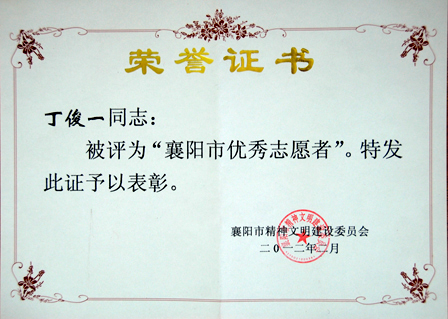 荣誉证书
丁俊一同志：
被评为“襄阳市优秀志愿者”。特发
此证予以表彰。
襄阳市精神文明建设委员会
二〇一二年二月